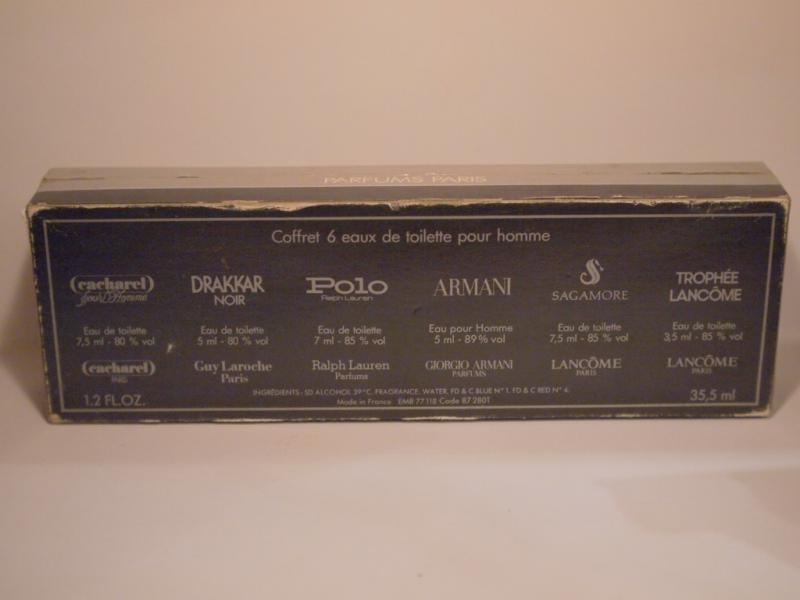 PARFUMS PARIS
Coffret 6 eaux de toilette pour homme
(cacharel) DRAKKAR Polo ARMANI SAGAMORE TROPHÉE
pour L'Homme NOIR Ralph Lauren LANCÔME
Eau de toilette Eau de toilette Eau de toilette Eau pour Homme Eau de toilette Eau de toilette
7,5 ml - 80 % vol 5 ml - 80 % vol 7 ml - 85 % vol 5 ml - 89 % vol 7,5 ml - 85 % vol 3,5 ml - 85 % vol
(cacharel) Guy Laroche Ralph Lauren GIORGIO ARMANI LANCÔME LANCÔME
Paris Parfums PARFUMS PARIS PARIS
INGRÉDIENTS : SD ALCOHOL 39°C, FRAGRANCE, WATER, FD & C BLUE N° 1, FD & C RED N° 4.
1.2 FL.OZ. Made in France EMB 77118 Code 872801 35,5 ml